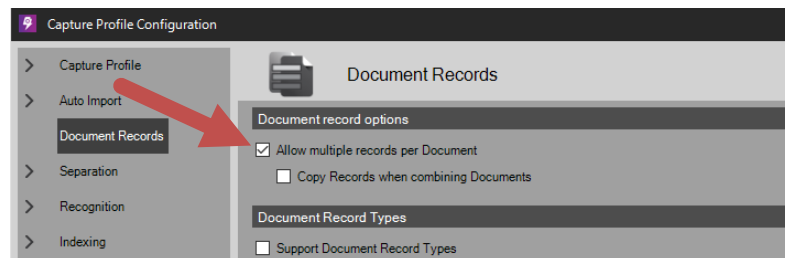 Capture Profile Configuration
Capture Profile
Auto Import
Document Records
Separation
Recognition
Indexing
Document Records
Document record options
Allow multiple records per Document
Copy Records when combining Documents
Document Record Types
Support Document Record Types